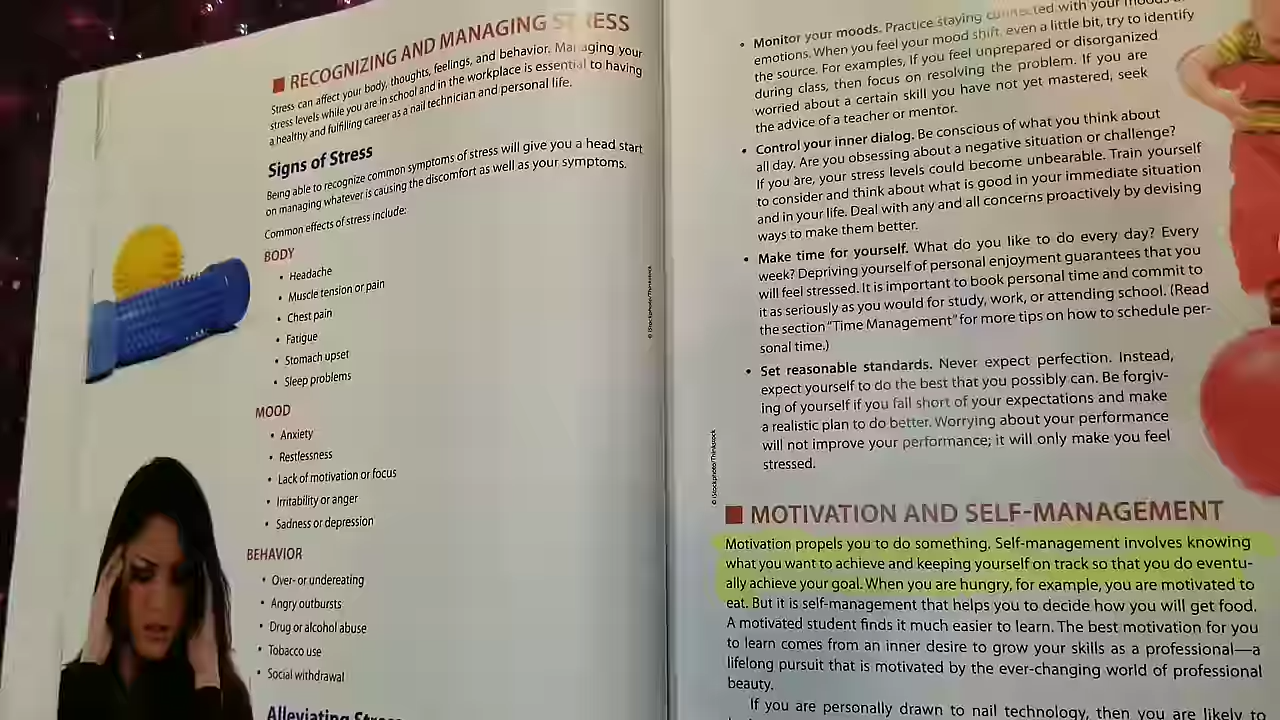 RECOGNIZING AND MANAGING STRESS
Stress can affect your body, thoughts, feelings, and behavior. Managing your
stress levels while you are in school and in the workplace is essential to having
a healthy and fulfilling career as a nail technician and personal life.
Signs of Stress
Being able to recognize common symptoms of stress will give you a head start
on managing whatever is causing the discomfort as well as your symptoms.
Common effects of stress include:
BODY
• Headache
• Muscle tension or pain
• Chest pain
• Fatigue
• Stomach upset
• Sleep problems
MOOD
• Anxiety
• Restlessness
• Lack of motivation or focus
• Irritability or anger
• Sadness or depression
BEHAVIOR
• Over- or undereating
• Angry outbursts
• Drug or alcohol abuse
• Tobacco use
• Social withdrawal
Alleviating Stress
© iStockphoto/Thinkstock
• Monitor your moods. Practice staying connected with your moods
emotions. When you feel your mood shift, even a little bit, try to identify
the source. For examples, If you feel unprepared or disorganized
during class, then focus on resolving the problem. If you are
worried about a certain skill you have not yet mastered, seek
the advice of a teacher or mentor.
• Control your inner dialog. Be conscious of what you think about
all day. Are you obsessing about a negative situation or challenge?
If you are, your stress levels could become unbearable. Train yourself
to consider and think about what is good in your immediate situation
and in your life. Deal with any and all concerns proactively by devising
ways to make them better.
• Make time for yourself. What do you like to do every day? Every
week? Depriving yourself of personal enjoyment guarantees that you
will feel stressed. It is important to book personal time and commit to
it as seriously as you would for study, work, or attending school. (Read
the section "Time Management" for more tips on how to schedule per-
sonal time.)
• Set reasonable standards. Never expect perfection. Instead,
expect yourself to do the best that you possibly can. Be forgiv-
ing of yourself if you fall short of your expectations and make
a realistic plan to do better. Worrying about your performance
will not improve your performance; it will only make you feel
stressed.
© iStockphoto/Thinkstock
MOTIVATION AND SELF-MANAGEMENT
Motivation propels you to do something. Self-management involves knowing
what you want to achieve and keeping yourself on track so that you do eventu-
ally achieve your goal. When you are hungry, for example, you are motivated to
eat. But it is self-management that helps you to decide how you will get food.
A motivated student finds it much easier to learn. The best motivation for you
to learn comes from an inner desire to grow your skills as a professional—a
lifelong pursuit that is motivated by the ever-changing world of professional
beauty.
If you are personally drawn to nail technology, then you are likely to